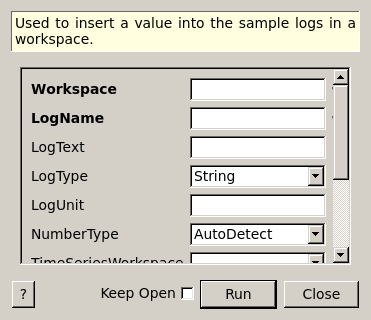 Used to insert a value into the sample logs in a
workspace.
Workspace
LogName
LogText
LogType String
LogUnit
NumberType AutoDetect
TimeSeriesWorkspace
? Keep Open Run Close